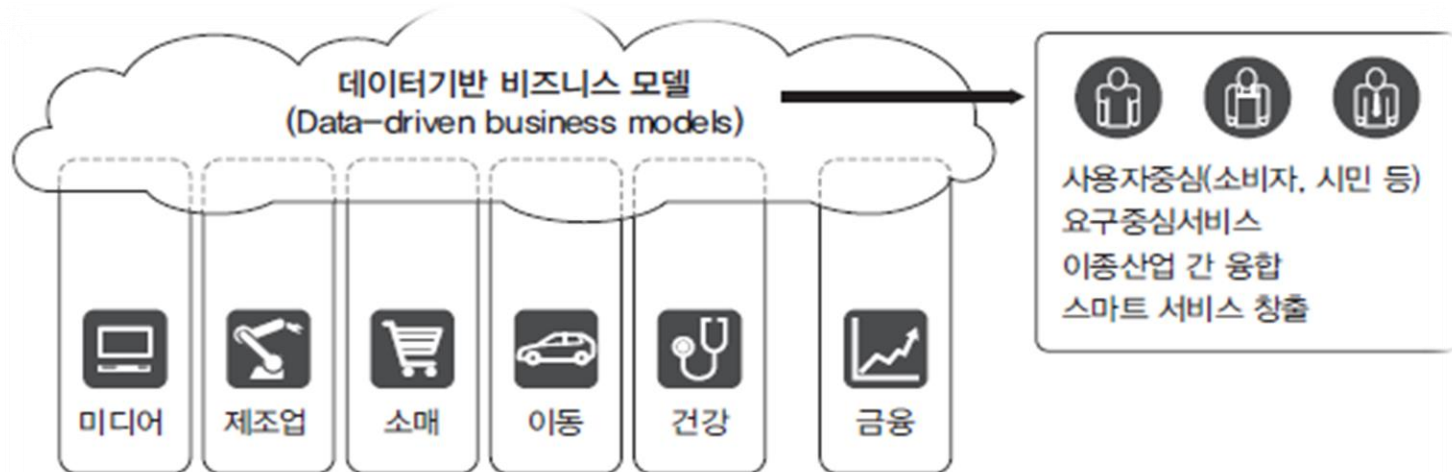 데이터기반 비즈니스 모델
(Data-driven business models)
사용자중심(소비자, 시민 등)
요구중심서비스
이종산업 간 융합
스마트 서비스 창출
미디어
제조업
소매
이동
건강
금융